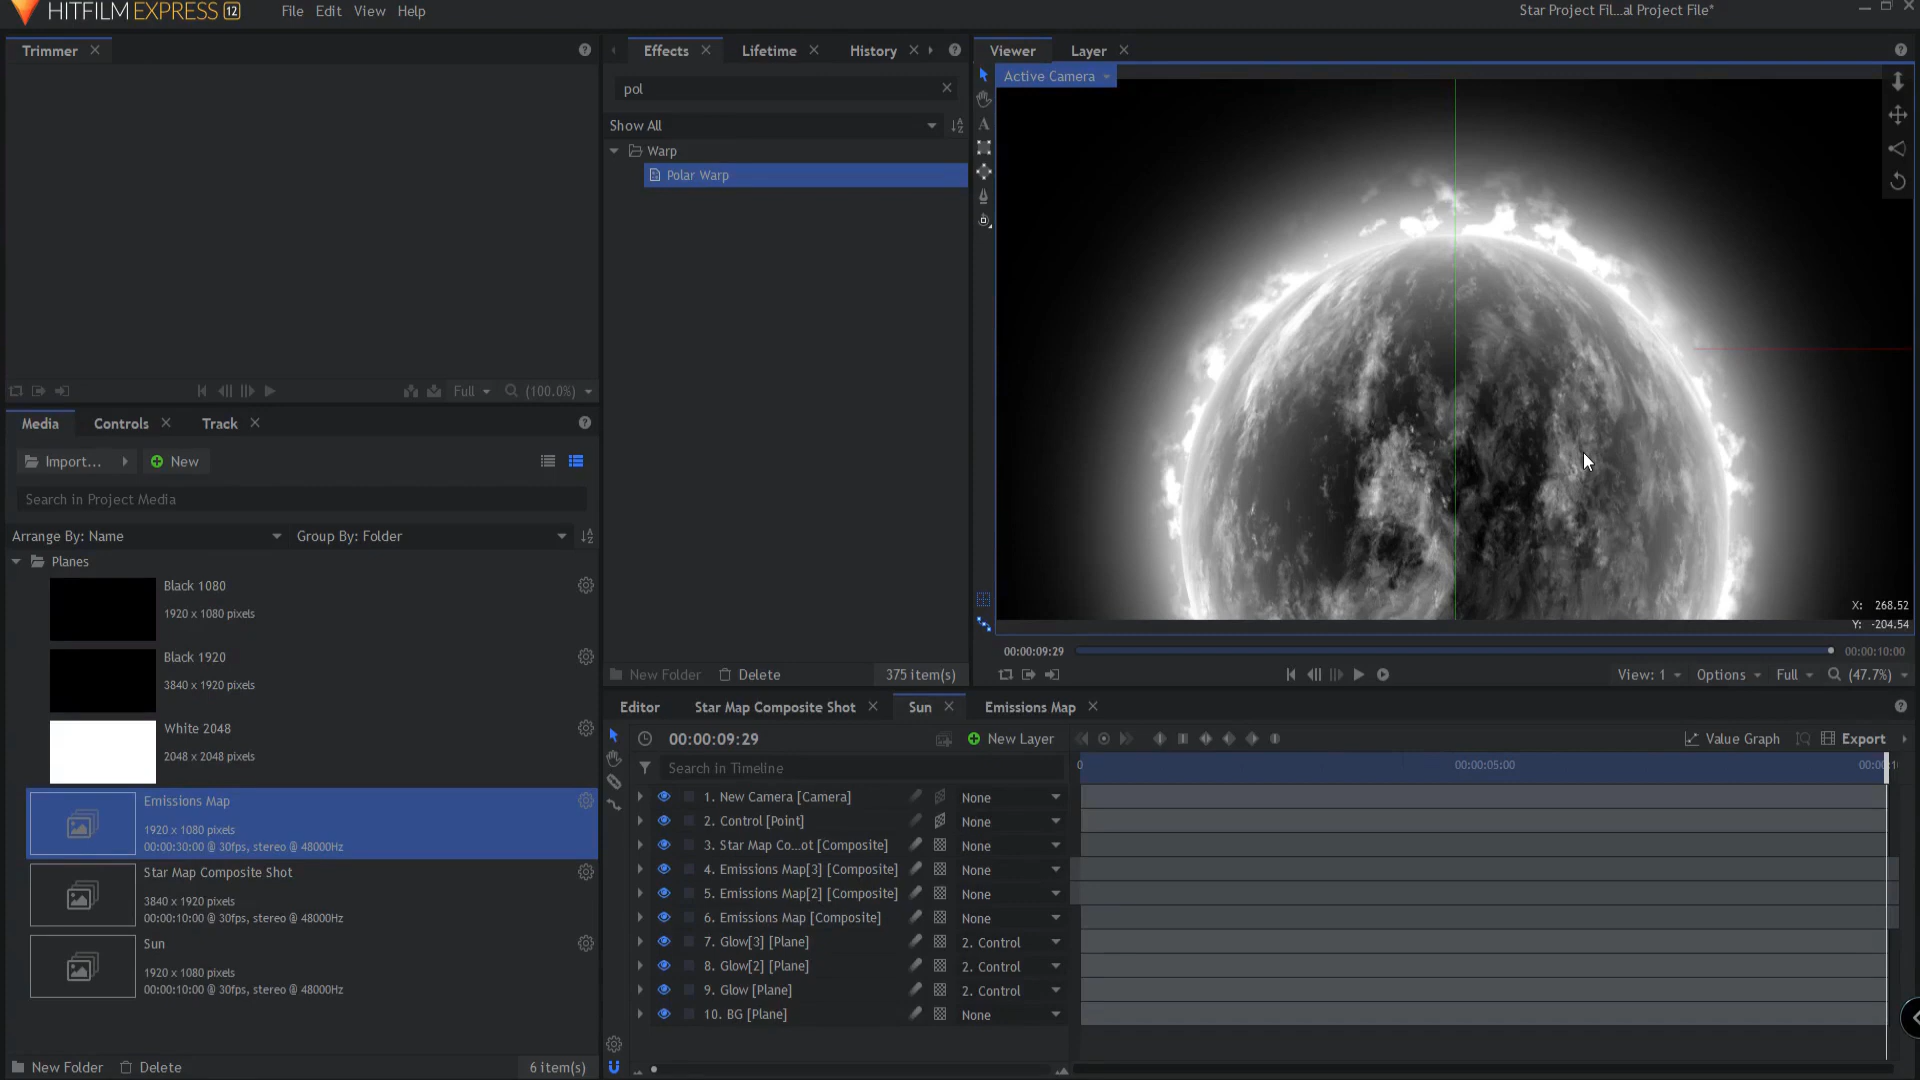 HITFILM EXPRESS 12
File Edit View Help
Star Project Fil...al Project File*
Trimmer
Effects
Lifetime
History
Viewer
Layer
pol
Show All
Warp
Polar Warp
Active Camera
X: 268.52
Y: -204.54
Full
(100.0%)
Media
Controls
Track
Import...
New
Search in Project Media
Arrange By: Name
Group By: Folder
Planes
Black 1080
1920 x 1080 pixels
Black 1920
3840 x 1920 pixels
White 2048
2048 x 2048 pixels
Emissions Map
1920 x 1080 pixels
00:00:30:00 @ 30fps, stereo @ 48000Hz
Star Map Composite Shot
3840 x 1920 pixels
00:00:10:00 @ 30fps, stereo @ 48000Hz
Sun
1920 x 1080 pixels
00:00:10:00 @ 30fps, stereo @ 48000Hz
New Folder
Delete
6 item(s)
New Folder
Delete
375 item(s)
00:00:09:29
00:00:10:00
View: 1
Options
Full
(47.7%)
Editor
Star Map Composite Shot
Sun
Emissions Map
00:00:09:29
New Layer
Value Graph
Export
Search in Timeline
0
00:00:05:00
1. New Camera [Camera] None
2. Control [Point] None
3. Star Map Co...ot [Composite] None
4. Emissions Map[3] [Composite] None
5. Emissions Map[2] [Composite] None
6. Emissions Map [Composite] None
7. Glow[3] [Plane] 2. Control
8. Glow[2] [Plane] 2. Control
9. Glow [Plane] 2. Control
10. BG [Plane] None